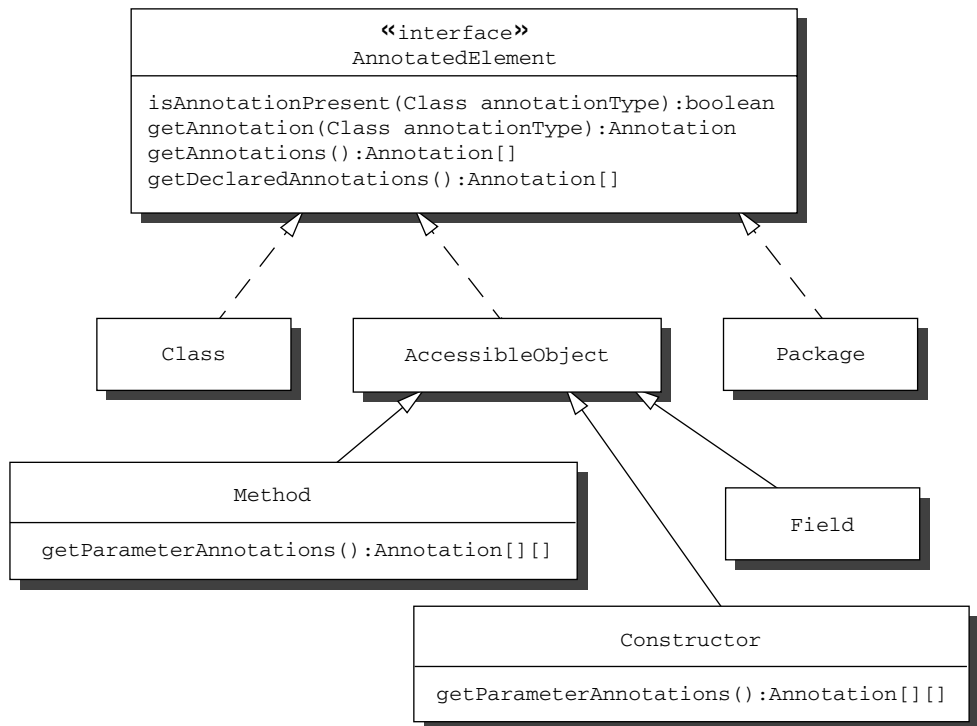 «interface»
AnnotatedElement
isAnnotationPresent(Class annotationType):boolean
getAnnotation(Class annotationType):Annotation
getAnnotations():Annotation[]
getDeclaredAnnotations():Annotation[]
Class
AccessibleObject
Package
Method
getParameterAnnotations():Annotation[][]
Field
Constructor
getParameterAnnotations():Annotation[][]